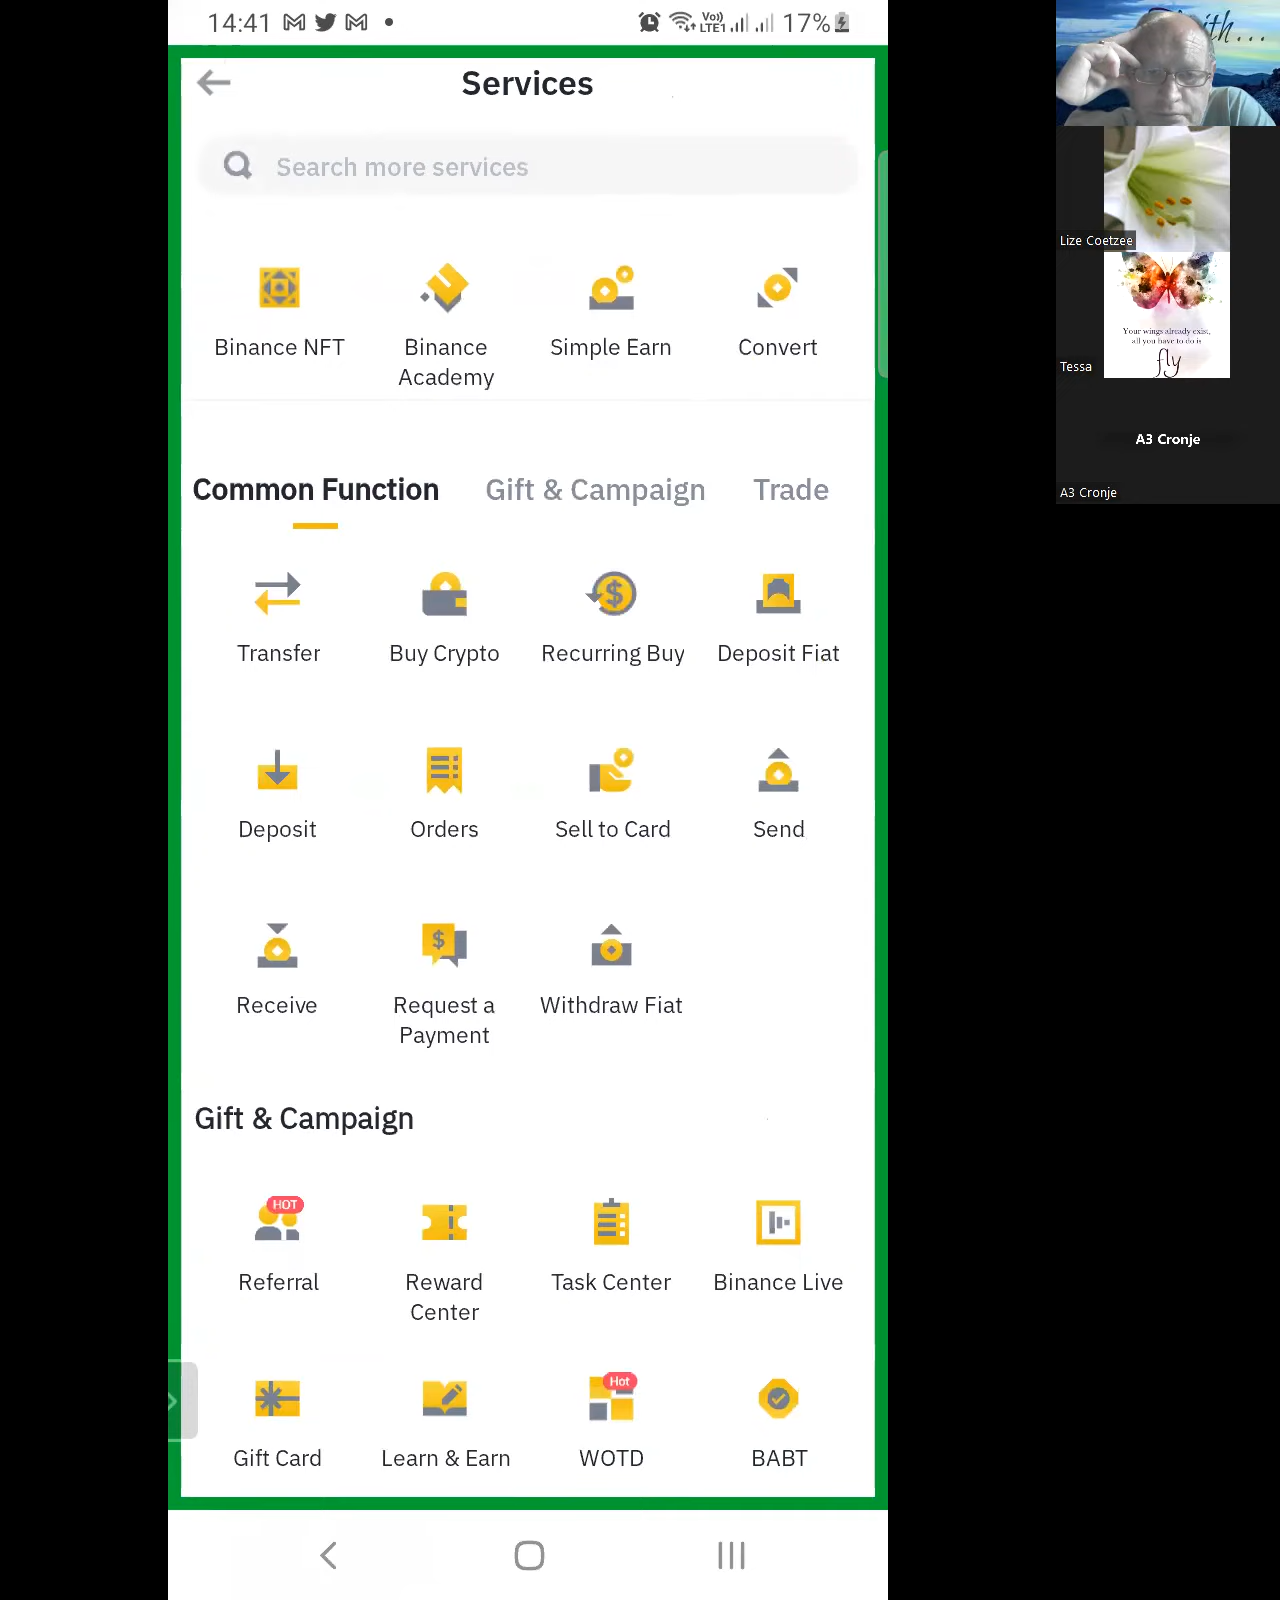 14:41
Vo))
LTE1
17%
Services
Search more services
Binance NFT
Binance
Academy
Simple Earn
Convert
Common Function
Gift & Campaign
Trade
Transfer
Buy Crypto
Recurring Buy
Deposit Fiat
Deposit
Orders
Sell to Card
Send
Receive
Request a
Payment
Withdraw Fiat
Gift & Campaign
HOT
Referral
Reward
Center
Task Center
Binance Live
Gift Card
Learn & Earn
Hot
WOTD
BABT
Lize Coetzee
Your wings already exist,
all you have to do is
fly
Tessa
A3 Cronje
A3 Cronje